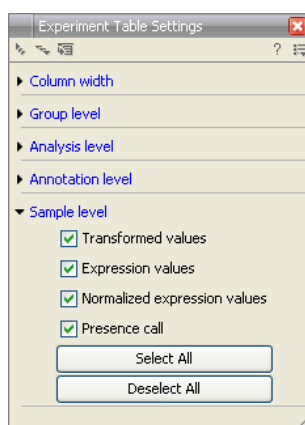 Experiment Table Settings
?
Column width
Group level
Analysis level
Annotation level
Sample level
Transformed values
Expression values
Normalized expression values
Presence call
Select All
Deselect All